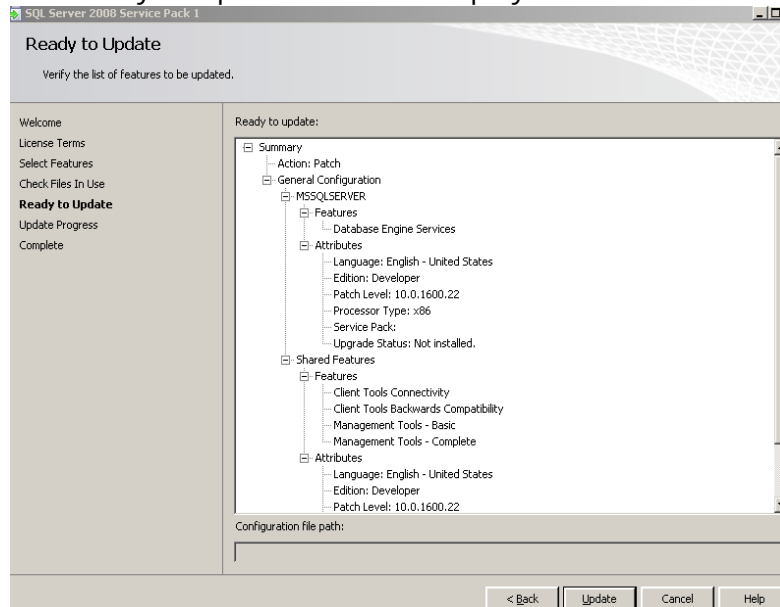 SQL Server 2008 Service Pack 1
Ready to Update
Verify the list of features to be updated.
Welcome
License Terms
Select Features
Check Files In Use
Ready to Update
Update Progress
Complete
Ready to update:
Summary
Action: Patch
General Configuration
MSSQLSERVER
Features
Database Engine Services
Attributes
Language: English - United States
Edition: Developer
Patch Level: 10.0.1600.22
Processor Type: x86
Service Pack:
Upgrade Status: Not installed.
Shared Features
Features
Client Tools Connectivity
Client Tools Backwards Compatibility
Management Tools - Basic
Management Tools - Complete
Attributes
Language: English - United States
Edition: Developer
Patch Level: 10.0.1600.22
Configuration file path:
< Back
Update
Cancel
Help